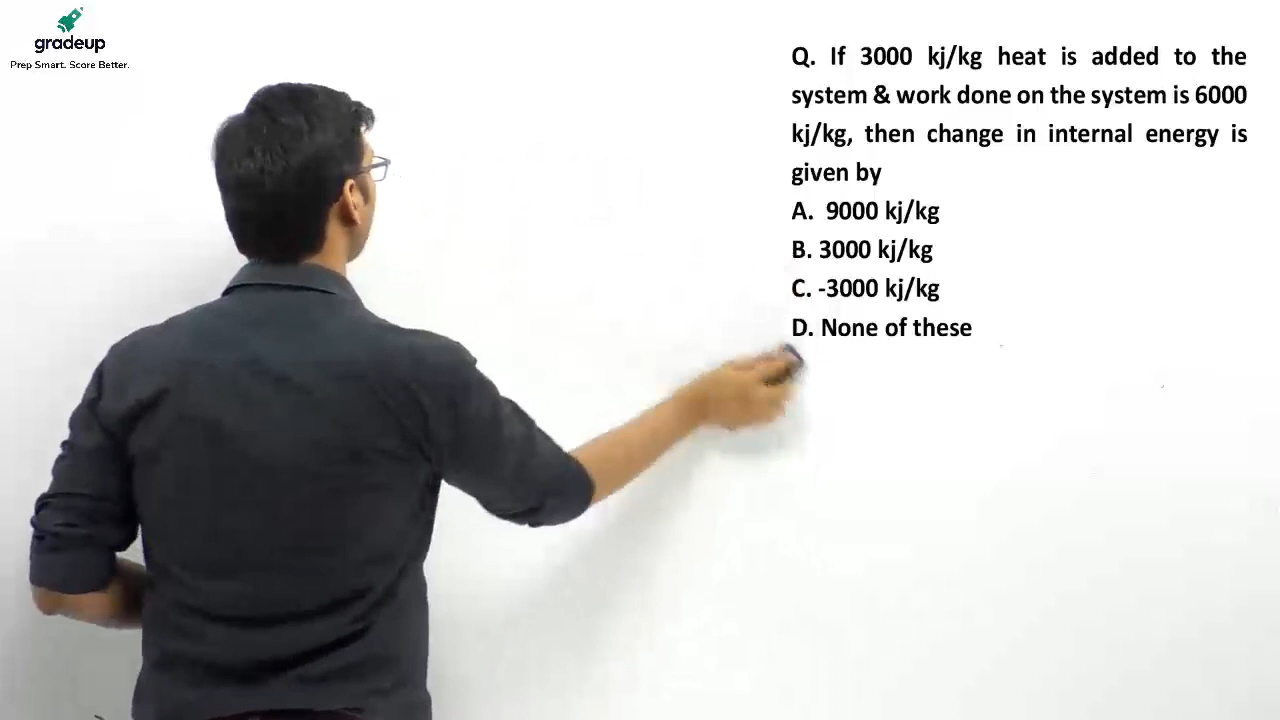 gradeup
Prep Smart. Score Better.
Q. If 3000 kj/kg heat is added to the
system & work done on the system is 6000
kj/kg, then change in internal energy is
given by
A. 9000 kj/kg
B. 3000 kj/kg
C. -3000 kj/kg
D. None of these